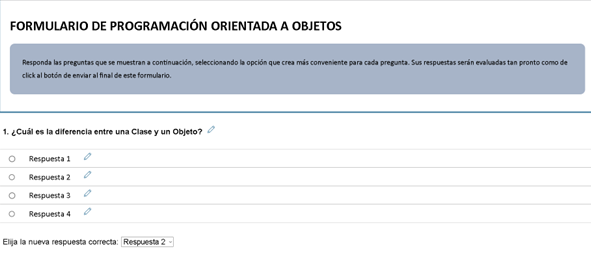 FORMULARIO DE PROGRAMACIÓN ORIENTADA A OBJETOS
Responda las preguntas que se muestran a continuación, seleccionando la opción que crea más conveniente para cada pregunta. Sus respuestas serán evaluadas tan pronto como de
click al botón de enviar al final de este formulario.
1. ¿Cuál es la diferencia entre una Clase y un Objeto?
Respuesta 1
Respuesta 2
Respuesta 3
Respuesta 4
Elija la nueva respuesta correcta: Respuesta 2